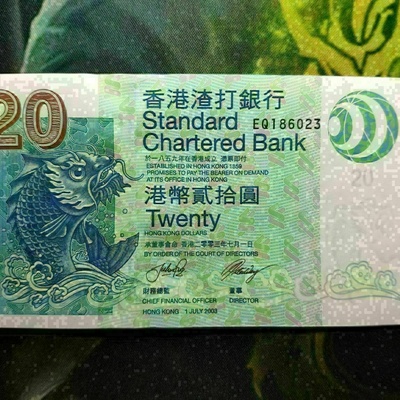 20
香港渣打銀行
Standard EQ186023
Chartered Bank
於一八五九年在香港成立 憑票即付
ESTABLISHED IN HONG KONG 1859
PROMISES TO PAY THE BEARER ON DEMAND
AT ITS OFFICE IN HONG KONG
港幣貳拾圓
Twenty
HONG KONG DOLLARS
承董事會命 香港二零零三年七月一日
BY ORDER OF THE COURT OF DIRECTORS
財務總監 董事
CHIEF FINANCIAL OFFICER DIRECTOR
HONG KONG 1 JULY 2003